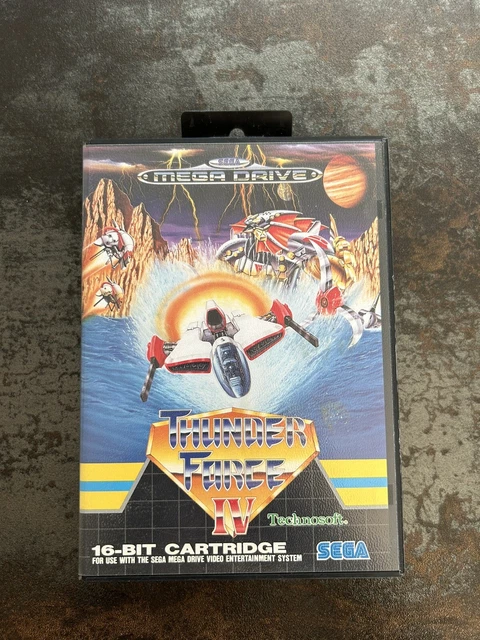 SEGA
MEGA DRIVE
THUNDER
FORCE
IV
Technosoft.
16-BIT CARTRIDGE
SEGA
FOR USE WITH THE SEGA MEGA DRIVE VIDEO ENTERTAINMENT SYSTEM